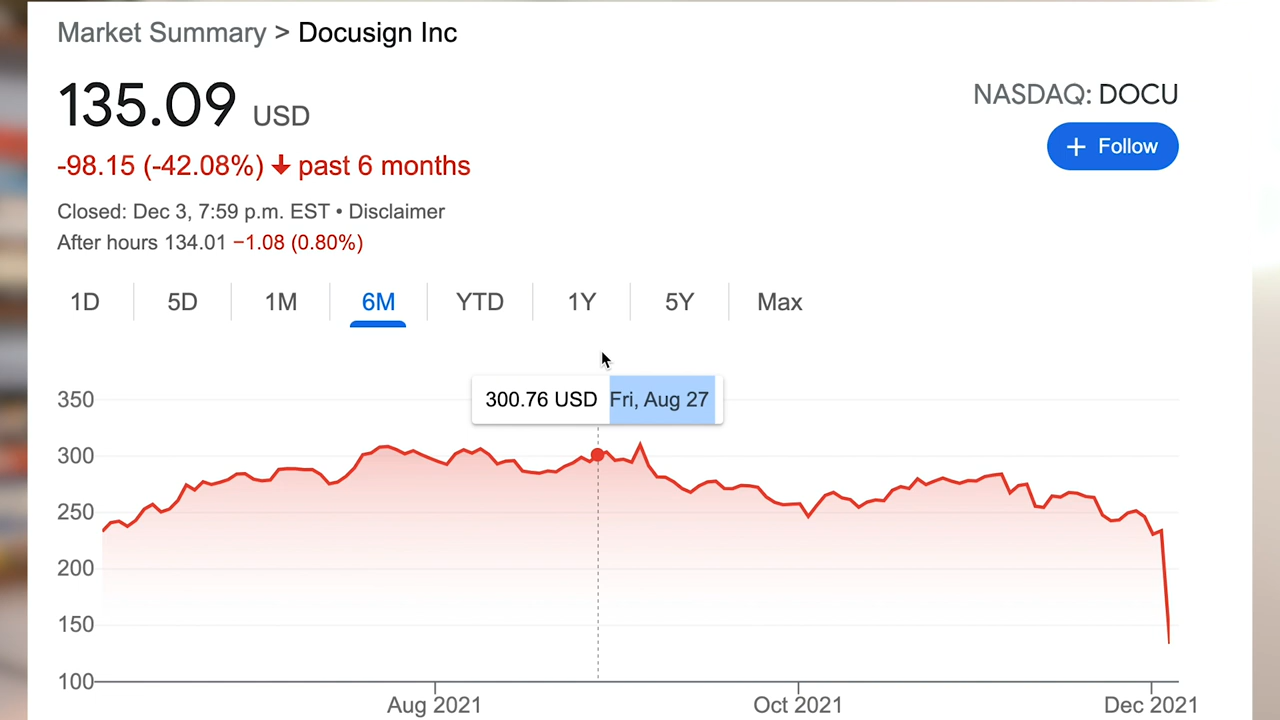 Market Summary > Docusign Inc
135.09 USD
NASDAQ: DOCU
+ Follow
-98.15 (-42.08%) ↓ past 6 months
Closed: Dec 3, 7:59 p.m. EST • Disclaimer
After hours 134.01 −1.08 (0.80%)
1D 5D 1M 6M YTD 1Y 5Y Max
300.76 USD Fri, Aug 27
350
300
250
200
150
100
Aug 2021 Oct 2021 Dec 2021